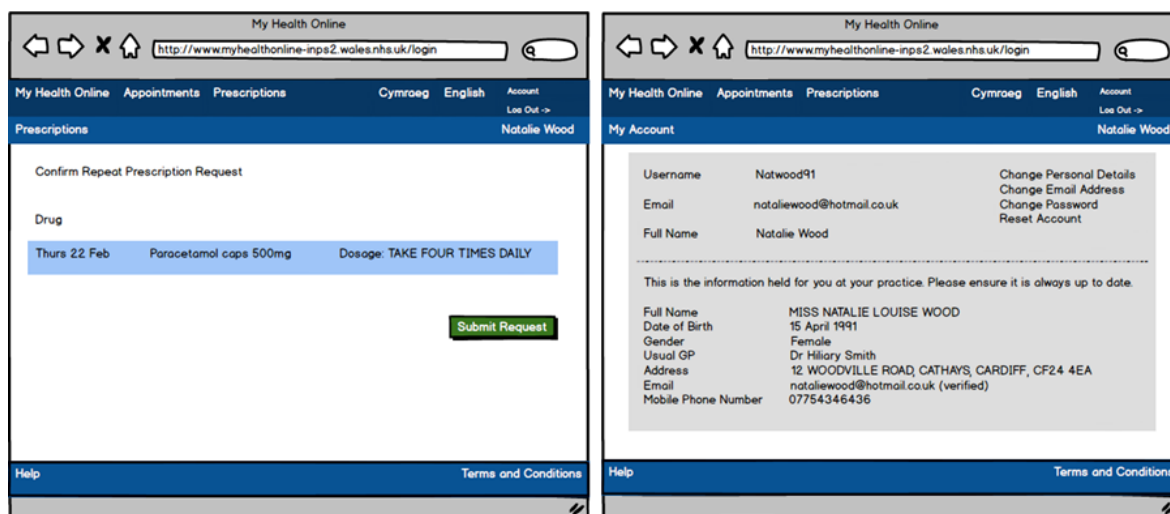 My Health Online
http://www.myhealthonline-inps2.wales.nhs.uk/login
My Health Online Appointments Prescriptions Cymraeg English Account
Log Out ->
Prescriptions Natalie Wood
Confirm Repeat Prescription Request
Drug
Thurs 22 Feb Paracetamol caps 500mg Dosage: TAKE FOUR TIMES DAILY
Submit Request
Help Terms and Conditions
My Health Online
http://www.myhealthonline-inps2.wales.nhs.uk/login
My Health Online Appointments Prescriptions Cymraeg English Account
Log Out ->
My Account Natalie Wood
Username Natwood91 Change Personal Details
Change Email Address
Email nataliewood@hotmail.co.uk Change Password
Reset Account
Full Name Natalie Wood
This is the information held for you at your practice. Please ensure it is always up to date.
Full Name MISS NATALIE LOUISE WOOD
Date of Birth 15 April 1991
Gender Female
Usual GP Dr Hiliary Smith
Address 12 WOODVILLE ROAD, CATHAYS, CARDIFF, CF24 4EA
Email nataliewood@hotmail.co.uk (verified)
Mobile Phone Number 07754346436
Help Terms and Conditions